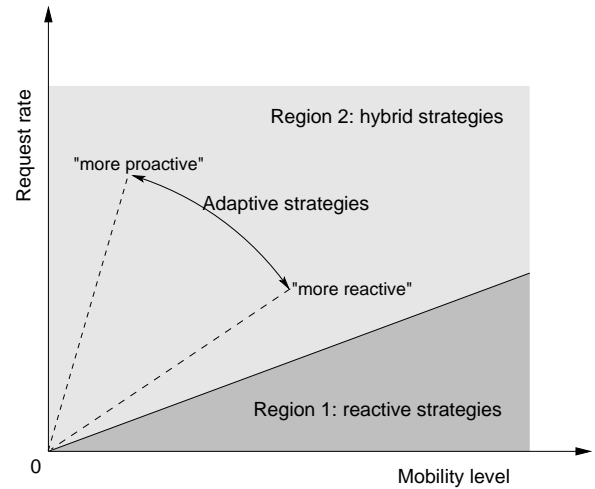 Request rate
Region 2: hybrid strategies
"more proactive"
Adaptive strategies
"more reactive"
Region 1: reactive strategies
0
Mobility level